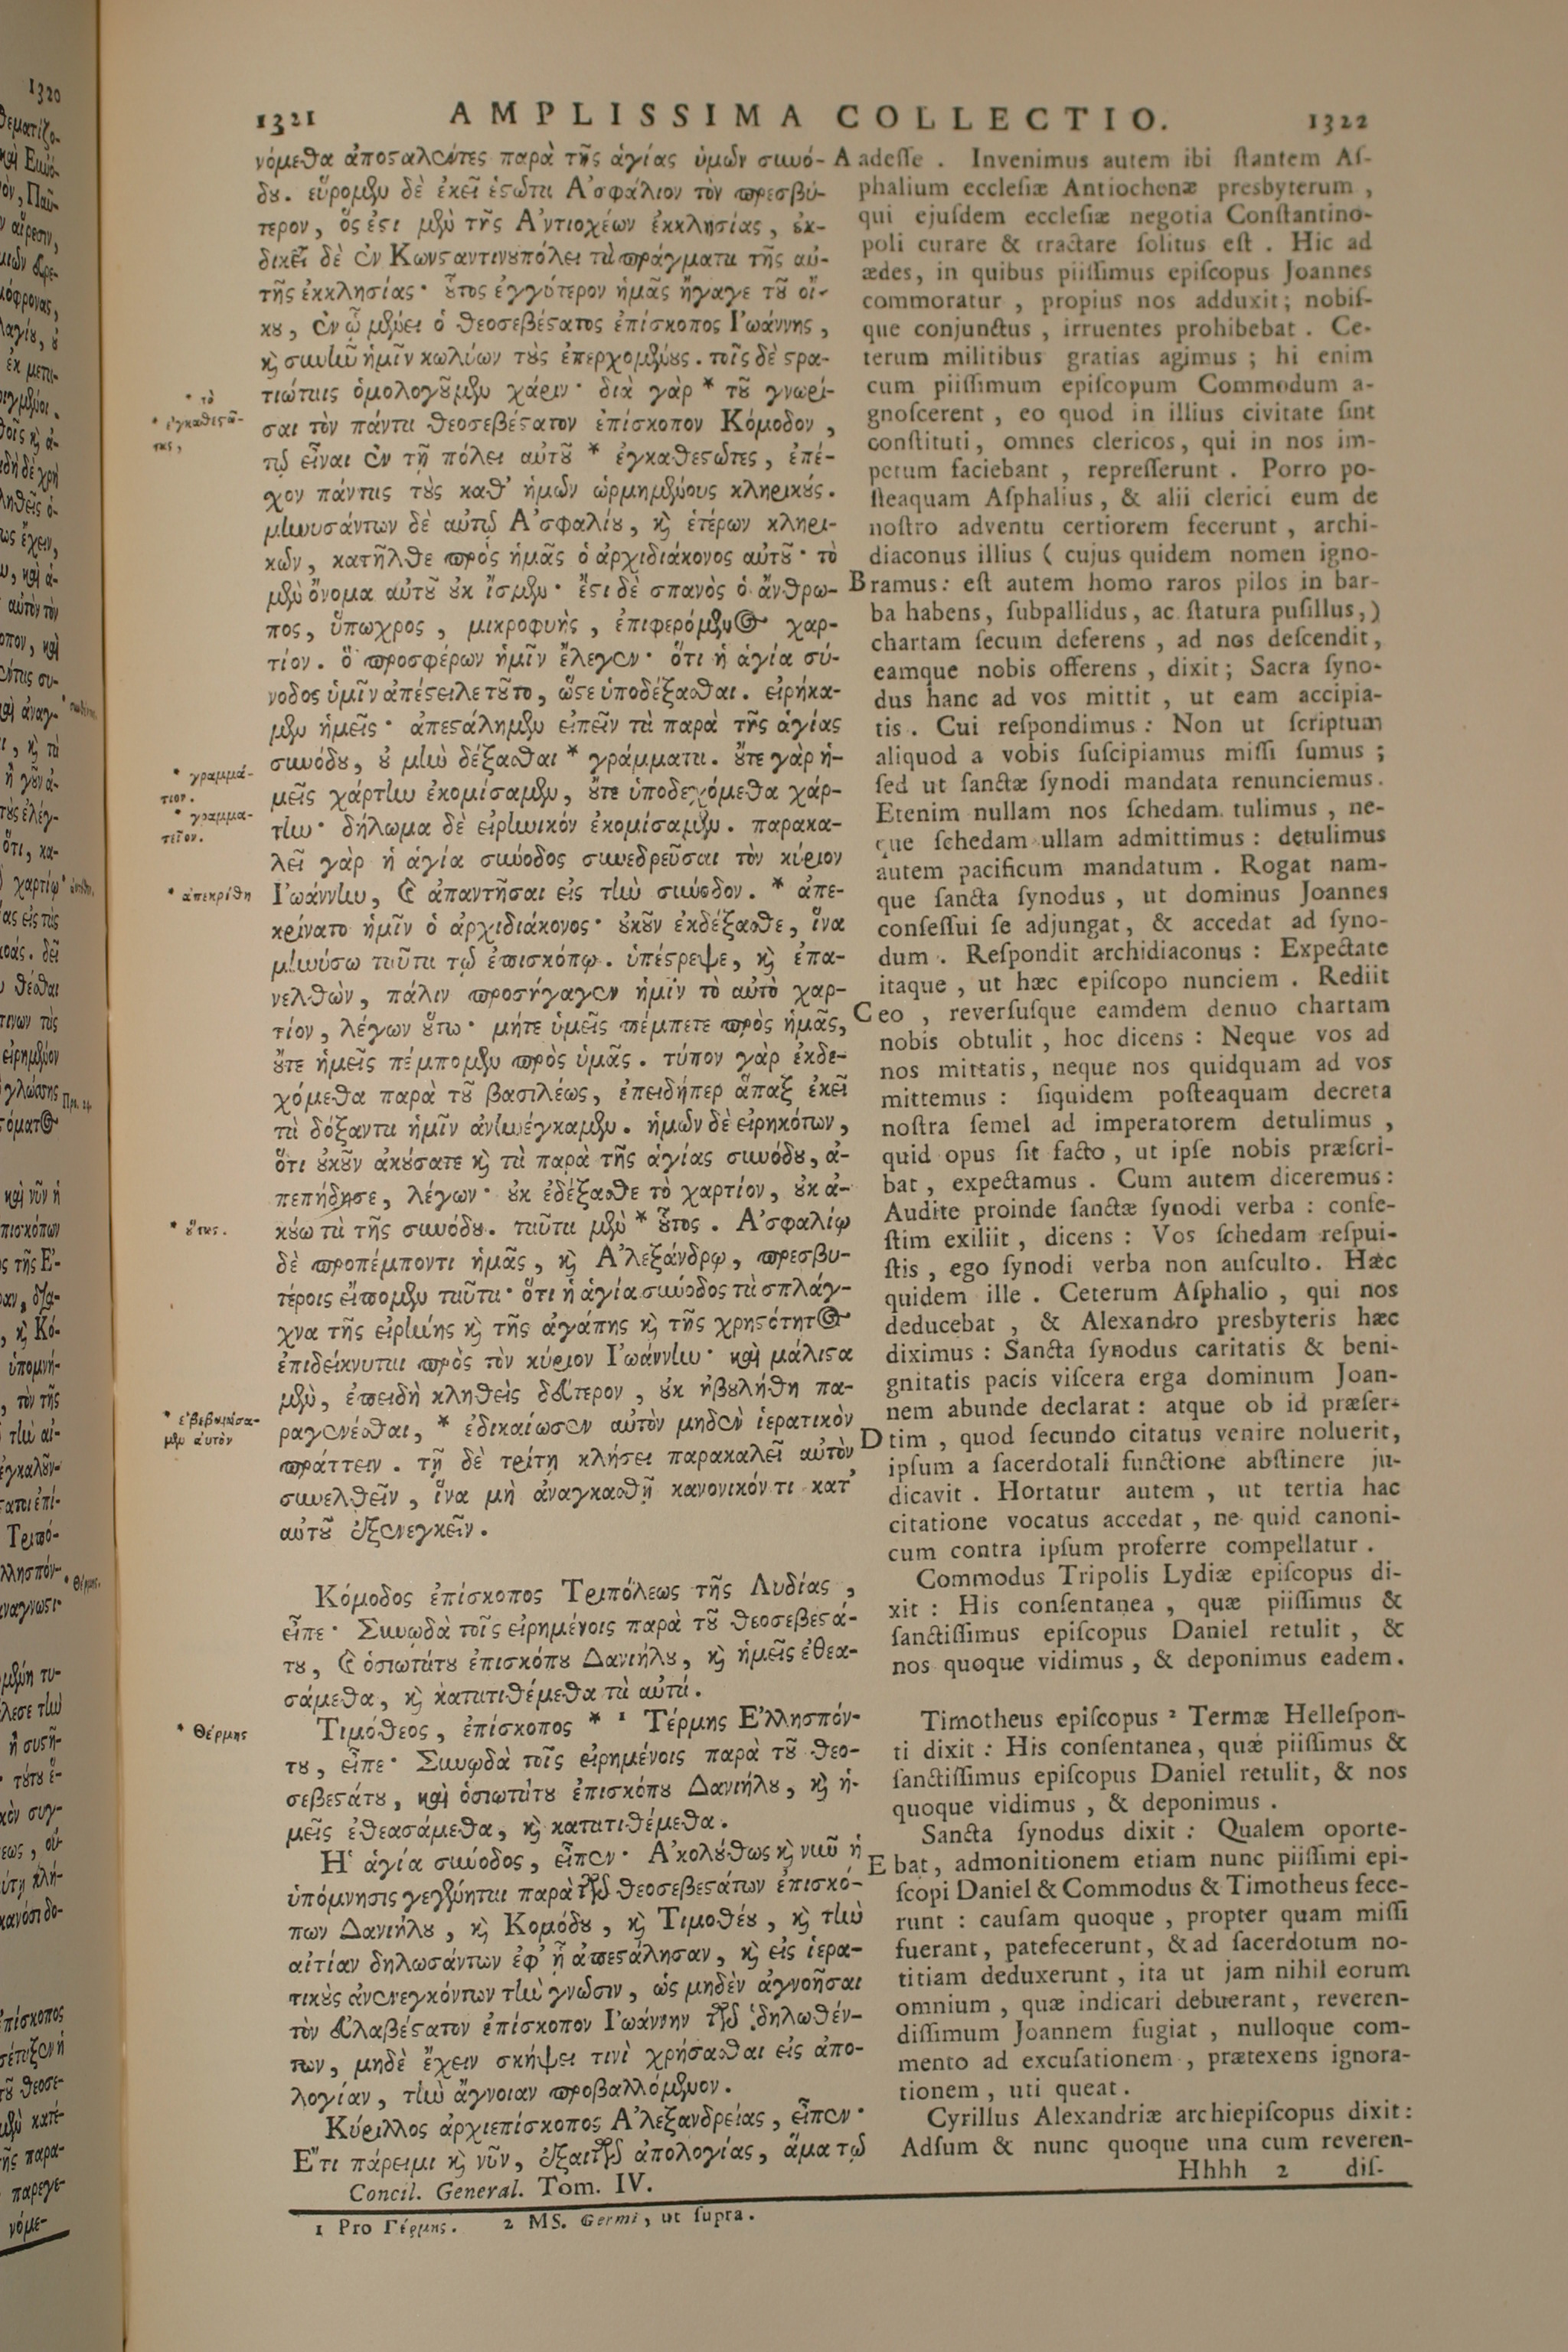 1321 AMPLISSIMA COLLECTIO. 1322
νόμεθα ἀποσταλέντες παρὰ τῆς ἁγίας ὑμῶν συνό-
δου. εὕρομεν δὲ ἐκεῖ ἑστῶτα Ἀσφάλιον τὸν πρεσβύ-
τερον, ὅς ἐστι μὲν τῆς Ἀντιοχέων ἐκκλησίας, ἐκ-
δικεῖ δὲ ἐν Κωνσταντινουπόλει τὰ πράγματα τῆς αὐ-
τῆς ἐκκλησίας· οὗτος ἐγγύτερον ἡμᾶς ἤγαγε τοῦ οἴ-
κου, ἐν ᾧ μένει ὁ θεοσεβέστατος ἐπίσκοπος Ἰωάννης,
καὶ συνῆν ἡμῖν κωλύων τοὺς ἐπερχομένους. τοῖς δὲ στρα-
τιώταις ὁμολογοῦμεν χάριν· διὰ γὰρ * τοῦ γνωρί-
σαι τὸν πάντα θεοσεβέστατον ἐπίσκοπον Κόμοδον,
τῷ εἶναι ἐν τῇ πόλει αὐτοῦ * ἐγκαθεστῶτες, ἐπέ-
χον πάντας τοὺς καθ' ἡμῶν ὡρμημένους κληρικούς.
μηνυσάντων δὲ αὐτῷ Ἀσφαλίου, καὶ ἑτέρων κληρι-
κῶν, κατῆλθε πρὸς ἡμᾶς ὁ ἀρχιδιάκονος αὐτοῦ· τὸ
μὲν ὄνομα αὐτοῦ οὐκ ἴσμεν· ἔστι δὲ σπανὸς ὁ ἄνθρω-
πος, ὕπωχρος, μικροφυὴς, ἐπιφερόμενος χαρ-
τίον. ὃ προσφέρων ἡμῖν ἔλεγεν· ὅτι ἡ ἁγία σύ-
νοδος ὑμῖν ἀπέστειλε τοῦτο, ὥστε ὑποδέξασθαι. εἰρήκα-
μεν ἡμεῖς· ἀπεστάλημεν εἰπεῖν τὰ παρὰ τῆς ἁγίας
συνόδου, οὐ μὴν δέξασθαι * γράμματα. οὔτε γὰρ ἡ-
μεῖς χάρτην ἐκομίσαμεν, οὔτε ὑποδεχόμεθα χάρ-
την· δήλωμα δὲ εἰρηνικὸν ἐκομίσαμεν. παρακα-
λεῖ γὰρ ἡ ἁγία σύνοδος συνεδρεῦσαι τὸν κύριον
Ἰωάννην, καὶ ἀπαντῆσαι εἰς τὴν σύνοδον. * ἀπε-
κρίνατο ἡμῖν ὁ ἀρχιδιάκονος· οὐκοῦν ἐκδέξασθε, ἵνα
μηνύσω ταῦτα τῷ ἐπισκόπῳ. ὑπέστρεψε, καὶ ἐπα-
νελθὼν, πάλιν προσήγαγεν ἡμῖν τὸ αὐτὸ χαρ-
τίον, λέγων οὕτω· μήτε ὑμεῖς πέμπετε πρὸς ἡμᾶς,
οὔτε ἡμεῖς πέμπομεν πρὸς ὑμᾶς. τύπον γὰρ ἐκδε-
χόμεθα παρὰ τοῦ βασιλέως, ἐπειδήπερ ἅπαξ ἐκεῖ
τὰ δόξαντα ἡμῖν ἀνηνέγκαμεν. ἡμῶν δὲ εἰρηκότων,
ὅτι οὐκοῦν ἀκούσατε καὶ τὰ παρὰ τῆς ἁγίας συνόδου, ἀ-
πεπήδησε, λέγων· οὐκ ἐδέξασθε τὸ χαρτίον, οὐκ ἀ-
κούω τὰ τῆς συνόδου. ταῦτα μὲν * οὗτος. Ἀσφαλίῳ
δὲ προπέμποντι ἡμᾶς, καὶ Ἀλεξάνδρῳ, πρεσβυ-
τέροις εἴπομεν ταῦτα· ὅτι ἡ ἁγία σύνοδος τὰ σπλάγ-
χνα τῆς εἰρήνης καὶ τῆς ἀγάπης καὶ τῆς χρηστότητος
ἐπιδείκνυται πρὸς τὸν κύριον Ἰωάννην· καὶ μάλιστα
μὲν, ἐπειδὴ κληθεὶς δεύτερον, οὐκ ἠβουλήθη πα-
ραγενέσθαι, * ἐδικαίωσεν αὐτὸν μηδὲν ἱερατικὸν
πράττειν. τῇ δὲ τρίτῃ κλήσει παρακαλεῖ αὐτὸν
συνελθεῖν, ἵνα μὴ ἀναγκασθῇ κανονικόν τι κατ'
αὐτοῦ ἐξενεγκεῖν.
Κόμοδος ἐπίσκοπος Τριπόλεως τῆς Λυδίας,
εἶπε· Συνῳδὰ τοῖς εἰρημένοις παρὰ τοῦ θεοσεβεστά-
του, καὶ ὁσιωτάτου ἐπισκόπου Δανιήλου, καὶ ἡμεῖς ἐθεα-
σάμεθα, καὶ κατατιθέμεθα τὰ αὐτά.
Τιμόθεος, ἐπίσκοπος * ¹ Τέρμης Ἑλλησπόν-
του, εἶπε· Συνῳδὰ τοῖς εἰρημένοις παρὰ τοῦ θεο-
σεβεστάτου, καὶ ὁσιωτάτου ἐπισκόπου Δανιήλου, καὶ ἡ-
μεῖς ἐθεασάμεθα, καὶ κατατιθέμεθα.
Ἡ ἁγία σύνοδος, εἶπεν· Ἀκολούθως καὶ νῦν ἡ
ὑπόμνησις γεγένηται παρὰ τῶν θεοσεβεστάτων ἐπισκό-
πων Δανιήλου, καὶ Κομόδου, καὶ Τιμοθέου, καὶ τὴν
αἰτίαν δηλωσάντων ἐφ' ᾗ ἀπεστάλησαν, καὶ εἰς ἱερα-
τικοὺς ἀνενεγκόντων τὴν γνῶσιν, ὡς μηδὲν ἀγνοῆσαι
τὸν εὐλαβέστατον ἐπίσκοπον Ἰωάννην τῶν δηλωθέν-
των, μηδὲ ἔχειν σκήψει τινὶ χρήσασθαι εἰς ἀπο-
λογίαν, τὴν ἄγνοιαν προβαλλόμενον.
Κύριλλος ἀρχιεπίσκοπος Ἀλεξανδρείας, εἶπεν·
Ἔτι πάρειμι καὶ νῦν, ἐξαιτῶν ἀπολογίας, ἅμα τῷ
Concil. General. Tom. IV.
* τὸ
* ἐγκαθεστῶ-
τας,
* γραμμά-
τιον.
* γραμμα-
τεῖον.
* ἀπεκρίθη
* οὕτως.
* ἐβεβαιώσα-
μεν αὐτὸν
* Θέρμης
A adesse. Invenimus autem ibi stantem As-
phalium ecclesiæ Antiochenæ presbyterum,
qui ejusdem ecclesiæ negotia Constantino-
poli curare & tractare solitus est. Hic ad
ædes, in quibus piissimus episcopus Joannes
commoratur, propius nos adduxit; nobis-
que conjunctus, irruentes prohibebat. Ce-
terum militibus gratias agimus; hi enim
cum piissimum episcopum Commodum a-
gnoscerent, eo quod in illius civitate sint
constituti, omnes clericos, qui in nos im-
petum faciebant, represserunt. Porro po-
steaquam Asphalius, & alii clerici eum de
nostro adventu certiorem fecerunt, archi-
diaconus illius (cujus quidem nomen igno-
B ramus: est autem homo raros pilos in bar-
ba habens, subpallidus, ac statura pusillus,)
chartam secum deferens, ad nos descendit,
eamque nobis offerens, dixit; Sacra syno-
dus hanc ad vos mittit, ut eam accipia-
tis. Cui respondimus: Non ut scriptum
aliquod a vobis suscipiamus missi sumus;
sed ut sanctæ synodi mandata renunciemus.
Etenim nullam nos schedam tulimus, ne-
que schedam ullam admittimus: detulimus
autem pacificum mandatum. Rogat nam-
que sancta synodus, ut dominus Joannes
consessui se adjungat, & accedat ad syno-
dum. Respondit archidiaconus: Expectate
itaque, ut hæc episcopo nunciem. Rediit
C eo, reversusque eamdem denuo chartam
nobis obtulit, hoc dicens: Neque vos ad
nos mittatis, neque nos quidquam ad vos
mittemus: siquidem posteaquam decreta
nostra semel ad imperatorem detulimus,
quid opus sit facto, ut ipse nobis præscri-
bat, expectamus. Cum autem diceremus:
Audite proinde sanctæ synodi verba: confe-
stim exiliit, dicens: Vos schedam respui-
stis, ego synodi verba non ausculto. Hæc
quidem ille. Ceterum Asphalio, qui nos
deducebat, & Alexandro presbyteris hæc
diximus: Sancta synodus caritatis & beni-
gnitatis pacis viscera erga dominum Joan-
nem abunde declarat: atque ob id præser-
D tim, quod secundo citatus venire noluerit,
ipsum a sacerdotali functione abstinere ju-
dicavit. Hortatur autem, ut tertia hac
citatione vocatus accedat, ne quid canoni-
cum contra ipsum proferre compellatur.
Commodus Tripolis Lydiæ episcopus di-
xit: His consentanea, quæ piissimus &
sanctissimus episcopus Daniel retulit, &
nos quoque vidimus, & deponimus eadem.
Timotheus episcopus ² Termæ Hellespon-
ti dixit: His consentanea, quæ piissimus &
sanctissimus episcopus Daniel retulit, & nos
quoque vidimus, & deponimus.
Sancta synodus dixit: Qualem oporte-
E bat, admonitionem etiam nunc piissimi epi-
scopi Daniel & Commodus & Timotheus fece-
runt: causam quoque, propter quam missi
fuerant, patefecerunt, & ad sacerdotum no-
titiam deduxerunt, ita ut jam nihil eorum
omnium, quæ indicari debuerant, reveren-
dissimum Joannem fugiat, nulloque com-
mento ad excusationem, prætexens ignora-
tionem, uti queat.
Cyrillus Alexandriæ archiepiscopus dixit:
Adsum & nunc quoque una cum reveren-
Hhhh 2 dis-
1 Pro Γέρμης. 2 MS. Germi, ut supra.